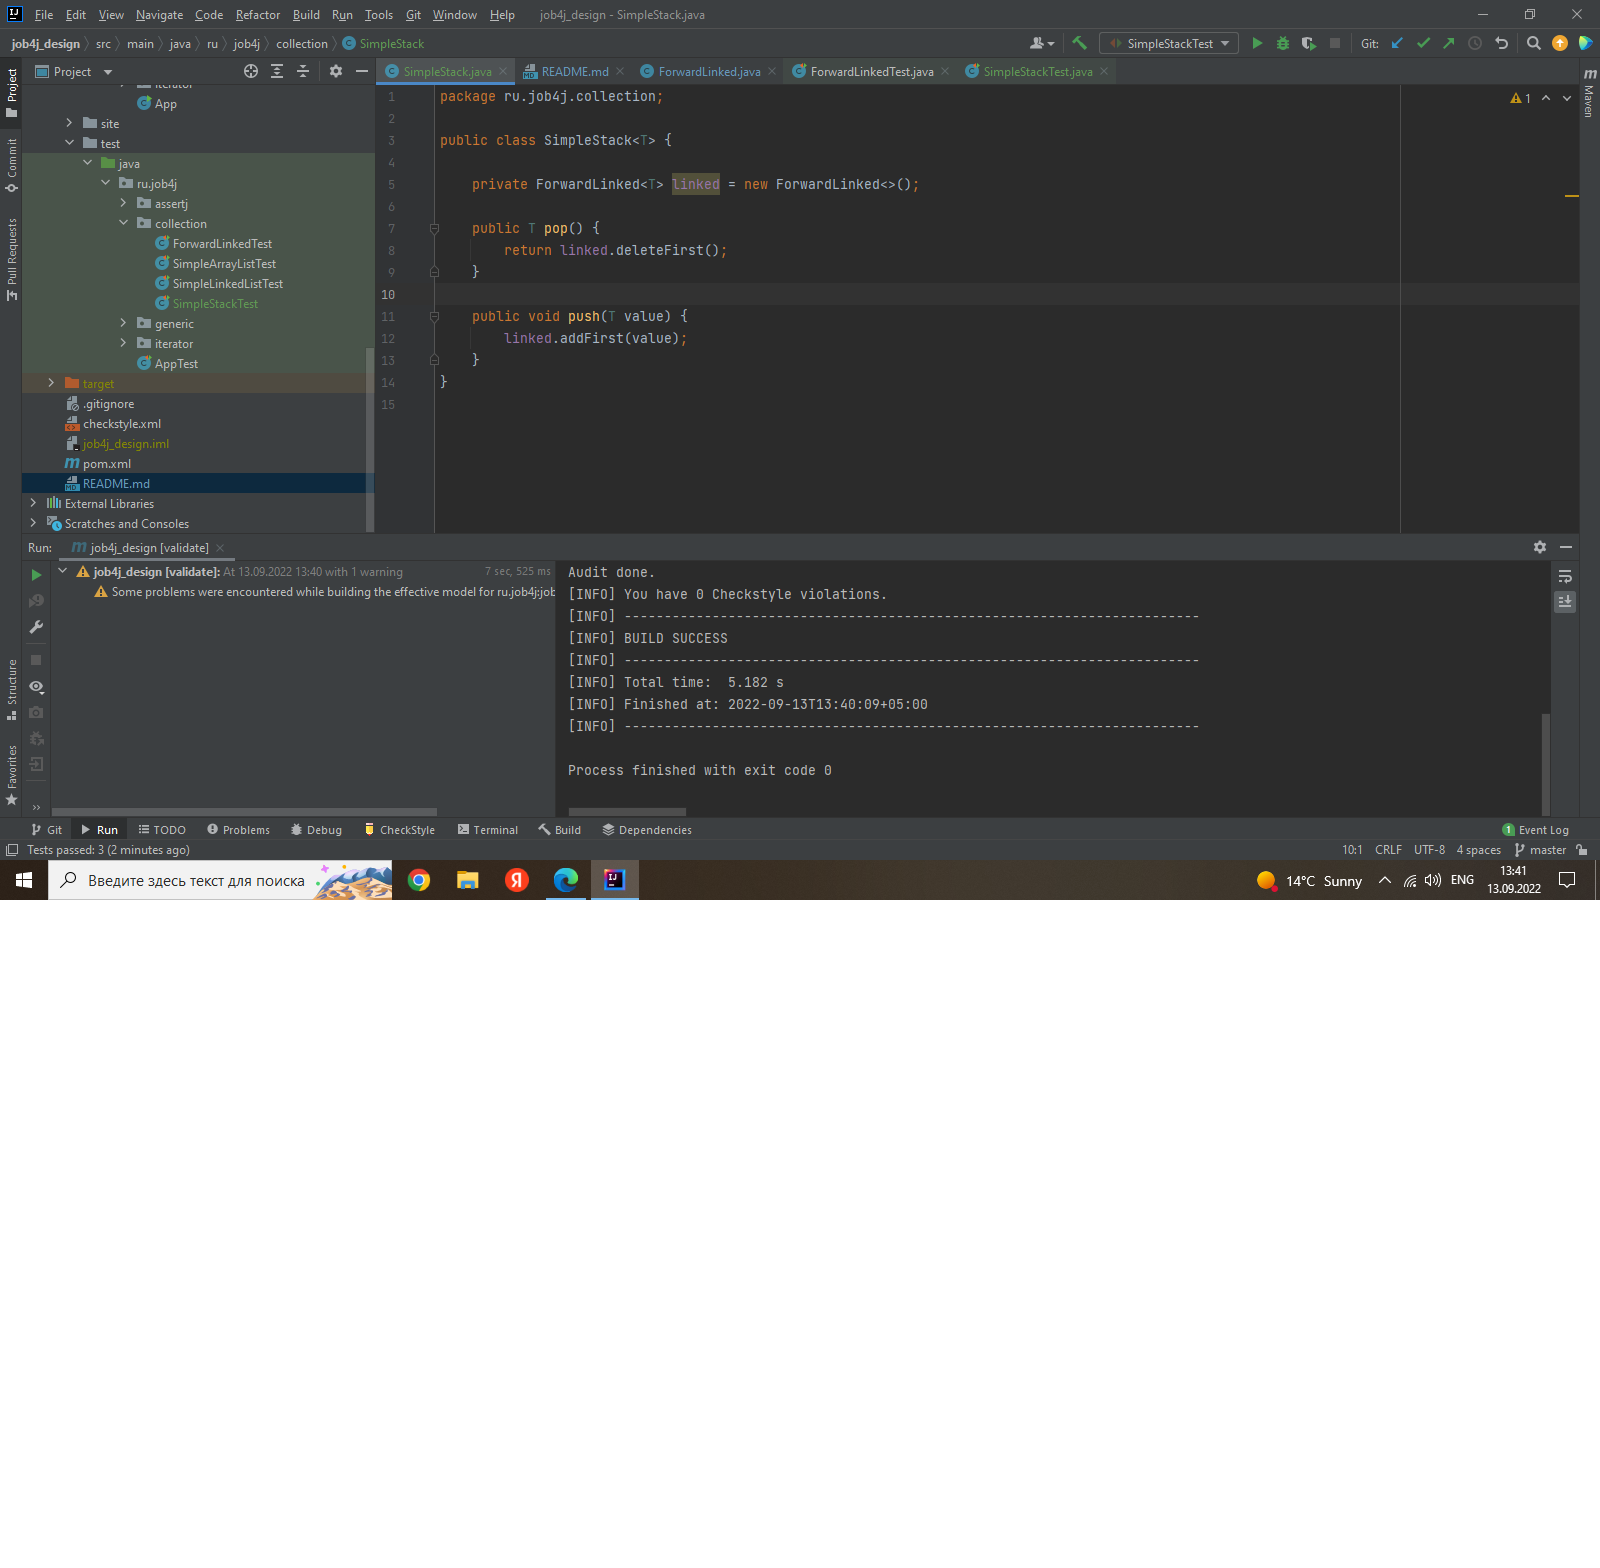 File Edit View Navigate Code Refactor Build Run Tools Git Window Help job4j_design - SimpleStack.java
job4j_design src main java ru job4j collection SimpleStack
SimpleStackTest
Git:
Project
SimpleStack.java README.md ForwardLinked.java ForwardLinkedTest.java SimpleStackTest.java
Project
Commit
Pull Requests
Structure
Favorites
Maven
iterator
App
site
test
java
ru.job4j
assertj
collection
ForwardLinkedTest
SimpleArrayListTest
SimpleLinkedListTest
SimpleStackTest
generic
iterator
AppTest
target
.gitignore
checkstyle.xml
job4j_design.iml
pom.xml
README.md
External Libraries
Scratches and Consoles
1 package ru.job4j.collection;
2
3 public class SimpleStack<T> {
4
5 private ForwardLinked<T> linked = new ForwardLinked<>();
6
7 public T pop() {
8 return linked.deleteFirst();
9 }
10
11 public void push(T value) {
12 linked.addFirst(value);
13 }
14 }
15
1
Run: job4j_design [validate]
job4j_design [validate]: At 13.09.2022 13:40 with 1 warning 7 sec, 525 ms
Some problems were encountered while building the effective model for ru.job4j:job
Audit done.
[INFO] You have 0 Checkstyle violations.
[INFO] ------------------------------------------------------------------------
[INFO] BUILD SUCCESS
[INFO] ------------------------------------------------------------------------
[INFO] Total time:  5.182 s
[INFO] Finished at: 2022-09-13T13:40:09+05:00
[INFO] ------------------------------------------------------------------------
Process finished with exit code 0
Git Run TODO Problems Debug CheckStyle Terminal Build Dependencies 1 Event Log
Tests passed: 3 (2 minutes ago) 10:1 CRLF UTF-8 4 spaces master
Введите здесь текст для поиска
14°C Sunny ENG 13:41
13.09.2022